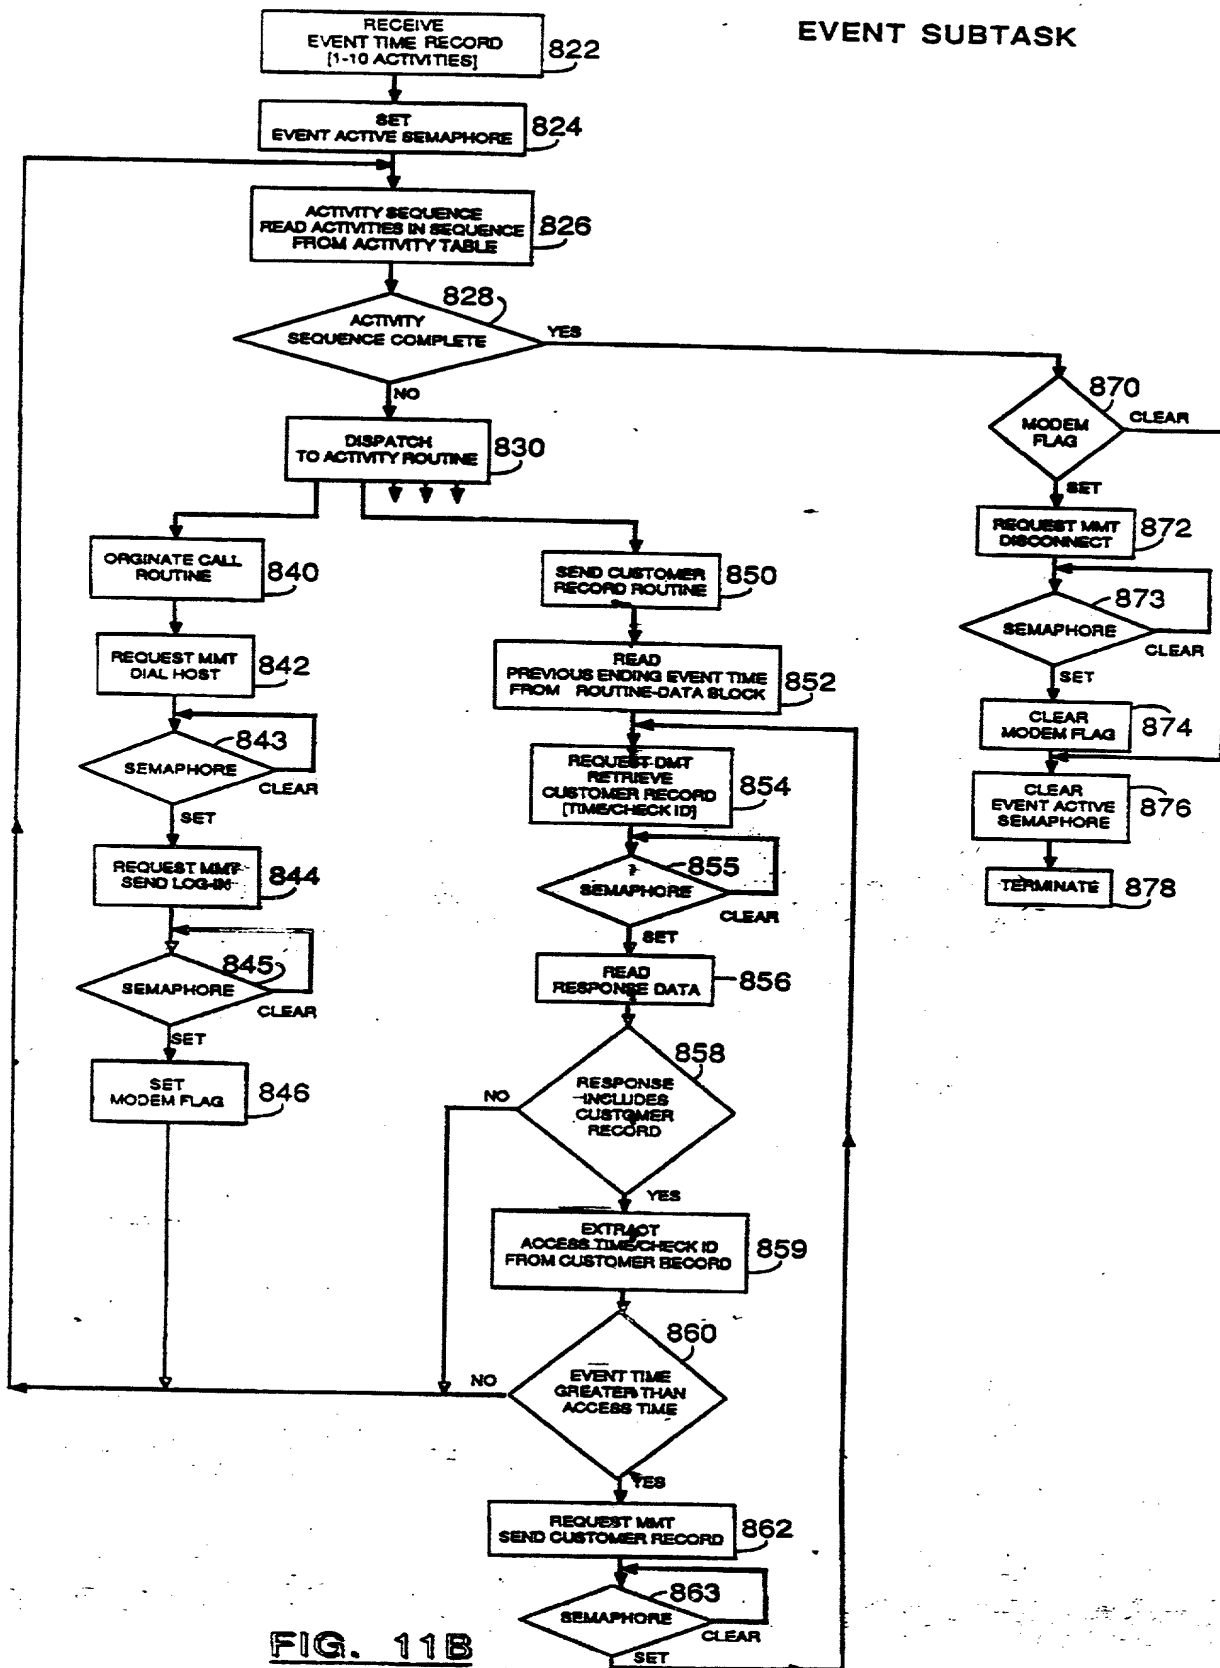 EVENT SUBTASK
RECEIVE
EVENT TIME RECORD
[1-10 ACTIVITIES]
822
SET
EVENT ACTIVE SEMAPHORE
824
ACTIVITY SEQUENCE
READ ACTIVITIES IN SEQUENCE
FROM ACTIVITY TABLE
826
828
ACTIVITY
SEQUENCE COMPLETE
YES
NO
DISPATCH
TO ACTIVITY ROUTINE
830
ORGINATE CALL
ROUTINE
840
REQUEST MMT
DIAL HOST
842
843
SEMAPHORE
CLEAR
SET
REQUEST MMT
SEND LOG-IN
844
845
SEMAPHORE
CLEAR
SET
SET
MODEM FLAG
846
SEND CUSTOMER
RECORD ROUTINE
850
READ
PREVIOUS ENDING EVENT TIME
FROM ROUTINE-DATA BLOCK
852
REQUEST DMT
RETRIEVE
CUSTOMER RECORD
[TIME/CHECK ID]
854
855
SEMAPHORE
CLEAR
SET
READ
RESPONSE DATA
856
858
RESPONSE
INCLUDES
CUSTOMER
RECORD
NO
YES
EXTRACT
ACCESS TIME/CHECK ID
FROM CUSTOMER RECORD
859
860
EVENT TIME
GREATER THAN
ACCESS TIME
NO
YES
REQUEST MMT
SEND CUSTOMER RECORD
862
863
SEMAPHORE
CLEAR
SET
870
MODEM
FLAG
CLEAR
SET
REQUEST MMT
DISCONNECT
872
873
SEMAPHORE
CLEAR
SET
CLEAR
MODEM FLAG
874
CLEAR
EVENT ACTIVE
SEMAPHORE
876
TERMINATE
878
FIG. 11B